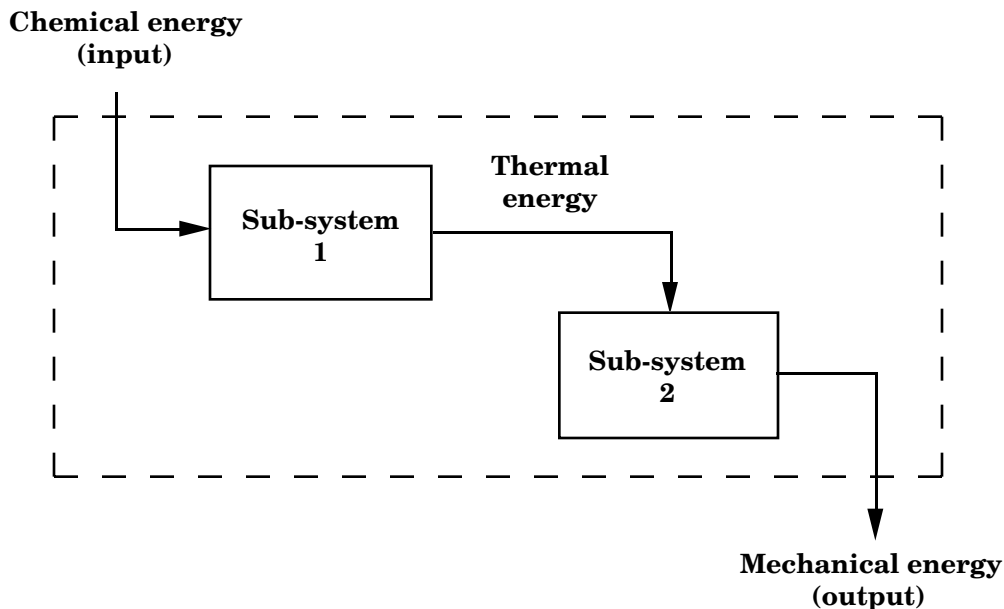 Chemical energy
(input)
Thermal
energy
Sub-system
1
Sub-system
2
Mechanical energy
(output)